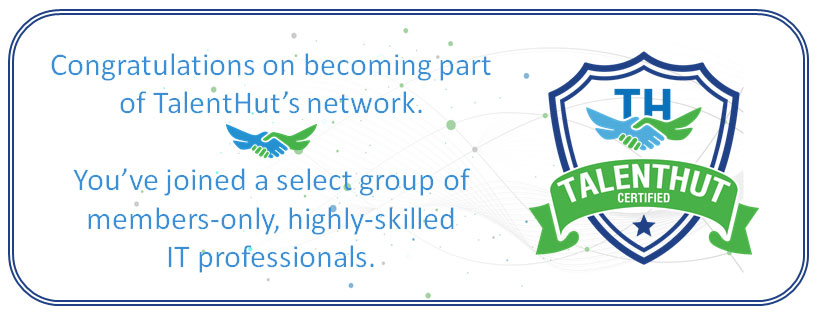 Congratulations on becoming part
of TalentHut’s network.
You’ve joined a select group of
members-only, highly-skilled
IT professionals.
TH
TALENTHUT
CERTIFIED